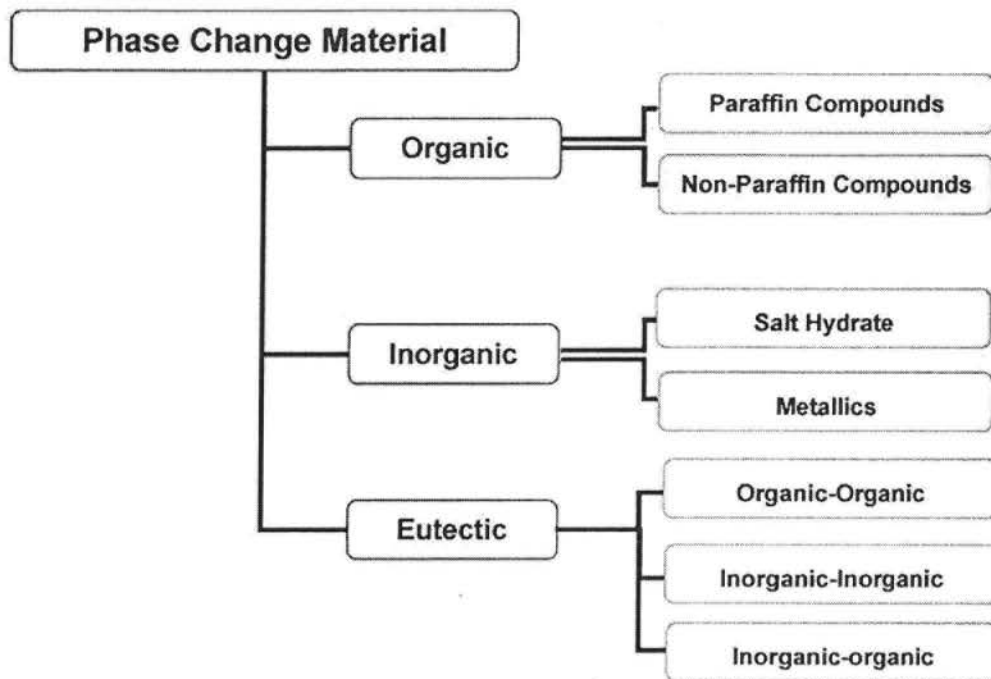 Phase Change Material
Organic
Paraffin Compounds
Non-Paraffin Compounds
Inorganic
Salt Hydrate
Metallics
Eutectic
Organic-Organic
Inorganic-Inorganic
Inorganic-organic